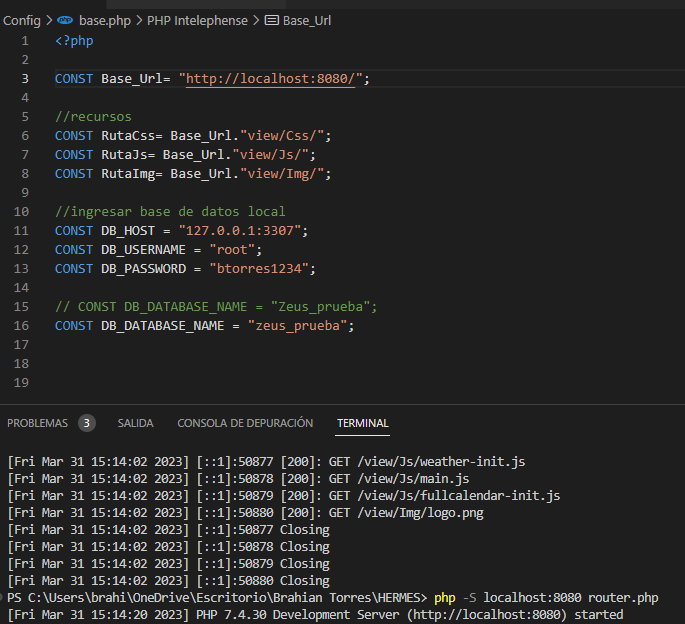 Config > base.php > PHP Intelephense > Base_Url
1 <?php
2
3 CONST Base_Url= "http://localhost:8080/";
4
5 //recursos
6 CONST RutaCss= Base_Url."view/Css/";
7 CONST RutaJs= Base_Url."view/Js/";
8 CONST RutaImg= Base_Url."view/Img/";
9
10 //ingresar base de datos local
11 CONST DB_HOST = "127.0.0.1:3307";
12 CONST DB_USERNAME = "root";
13 CONST DB_PASSWORD = "btorres1234";
14
15 // CONST DB_DATABASE_NAME = "Zeus_prueba";
16 CONST DB_DATABASE_NAME = "zeus_prueba";
17
18
19
PROBLEMAS 3 SALIDA CONSOLA DE DEPURACIÓN TERMINAL
[Fri Mar 31 15:14:02 2023] [::1]:50877 [200]: GET /view/Js/weather-init.js
[Fri Mar 31 15:14:02 2023] [::1]:50878 [200]: GET /view/Js/main.js
[Fri Mar 31 15:14:02 2023] [::1]:50879 [200]: GET /view/Js/fullcalendar-init.js
[Fri Mar 31 15:14:02 2023] [::1]:50880 [200]: GET /view/Img/logo.png
[Fri Mar 31 15:14:02 2023] [::1]:50877 Closing
[Fri Mar 31 15:14:02 2023] [::1]:50878 Closing
[Fri Mar 31 15:14:02 2023] [::1]:50879 Closing
[Fri Mar 31 15:14:02 2023] [::1]:50880 Closing
PS C:\Users\brahi\OneDrive\Escritorio\Brahian Torres\HERMES> php -S localhost:8080 router.php
[Fri Mar 31 15:14:20 2023] PHP 7.4.30 Development Server (http://localhost:8080) started